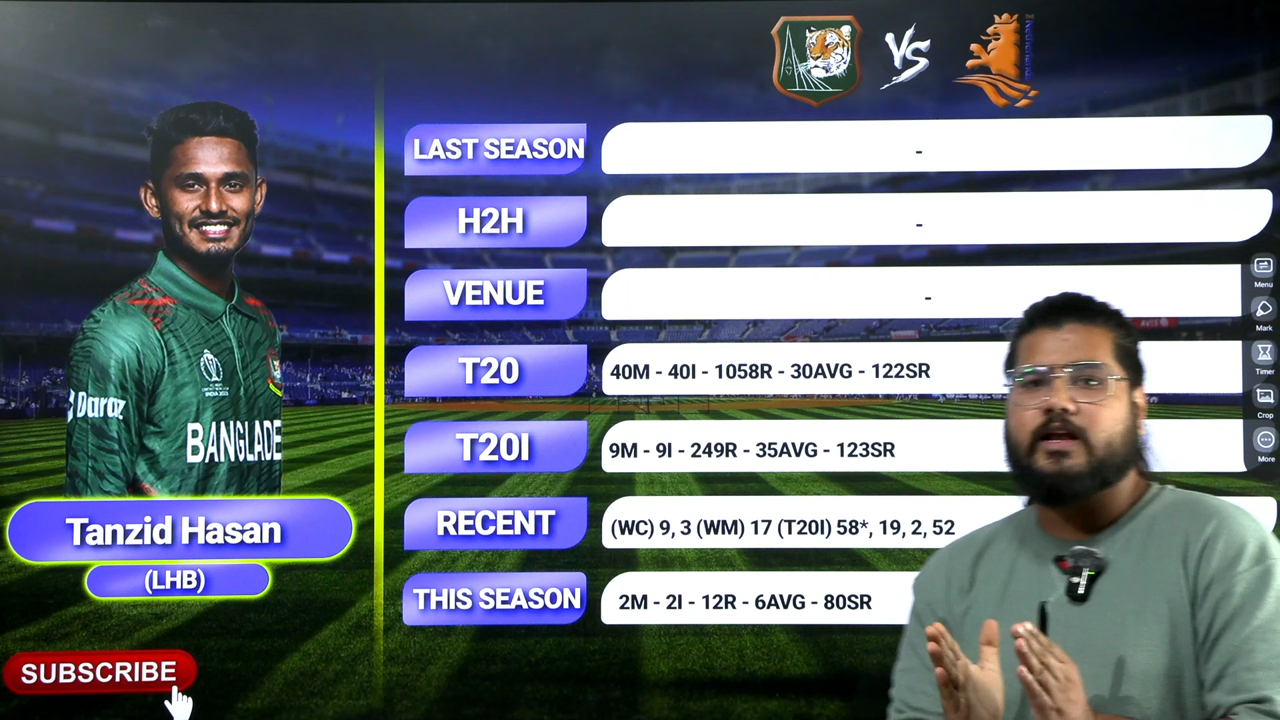 VS
Netherlands
LAST SEASON
-
H2H
-
VENUE
-
T20
40M - 40I - 1058R - 30AVG - 122SR
T20I
9M - 9I - 249R - 35AVG - 123SR
RECENT
(WC) 9, 3 (WM) 17 (T20I) 58*, 19, 2, 52
THIS SEASON
2M - 2I - 12R - 6AVG - 80SR
Daraz
BANGLADE
Tanzid Hasan
(LHB)
SUBSCRIBE
Menu
Mark
Timer
Crop
More